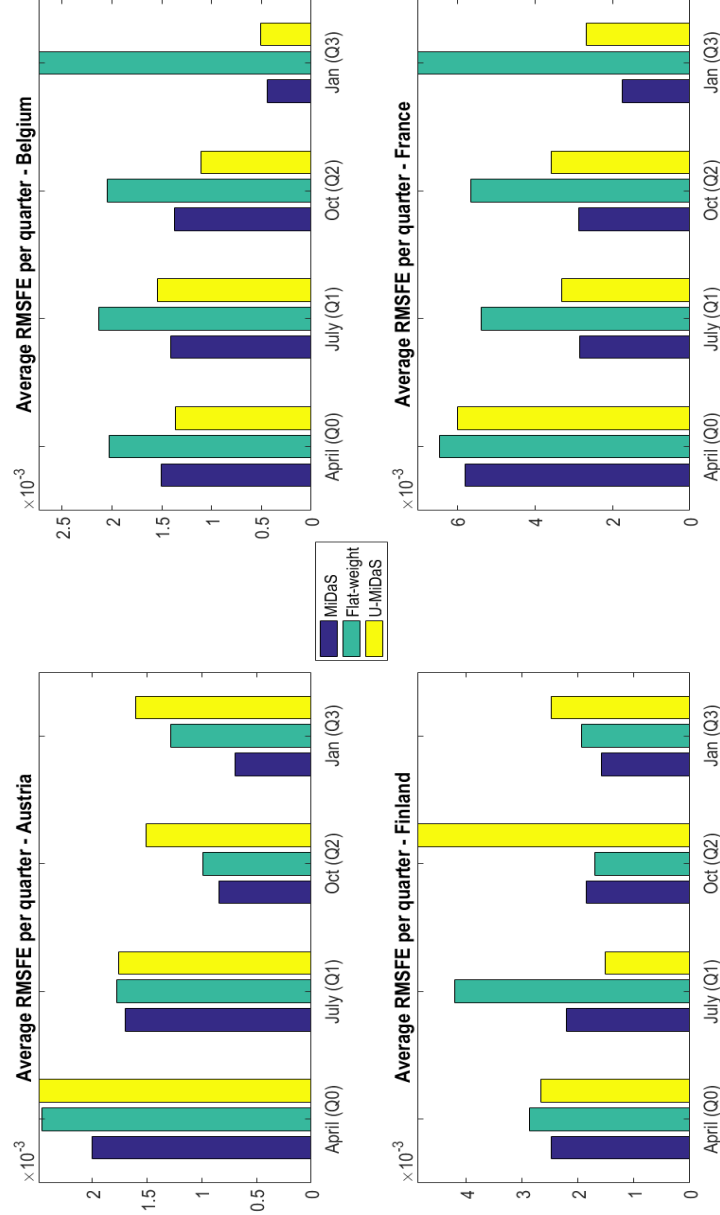 Average RMSFE per quarter - Austria
×10-3
2
1.5
1
0.5
0
April (Q0) July (Q1) Oct (Q2) Jan (Q3)
Average RMSFE per quarter - Belgium
×10-3
2.5
2
1.5
1
0.5
0
April (Q0) July (Q1) Oct (Q2) Jan (Q3)
MiDaS
Flat-weight
U-MiDaS
Average RMSFE per quarter - Finland
×10-3
4
3
2
1
0
April (Q0) July (Q1) Oct (Q2) Jan (Q3)
Average RMSFE per quarter - France
×10-3
6
4
2
0
April (Q0) July (Q1) Oct (Q2) Jan (Q3)